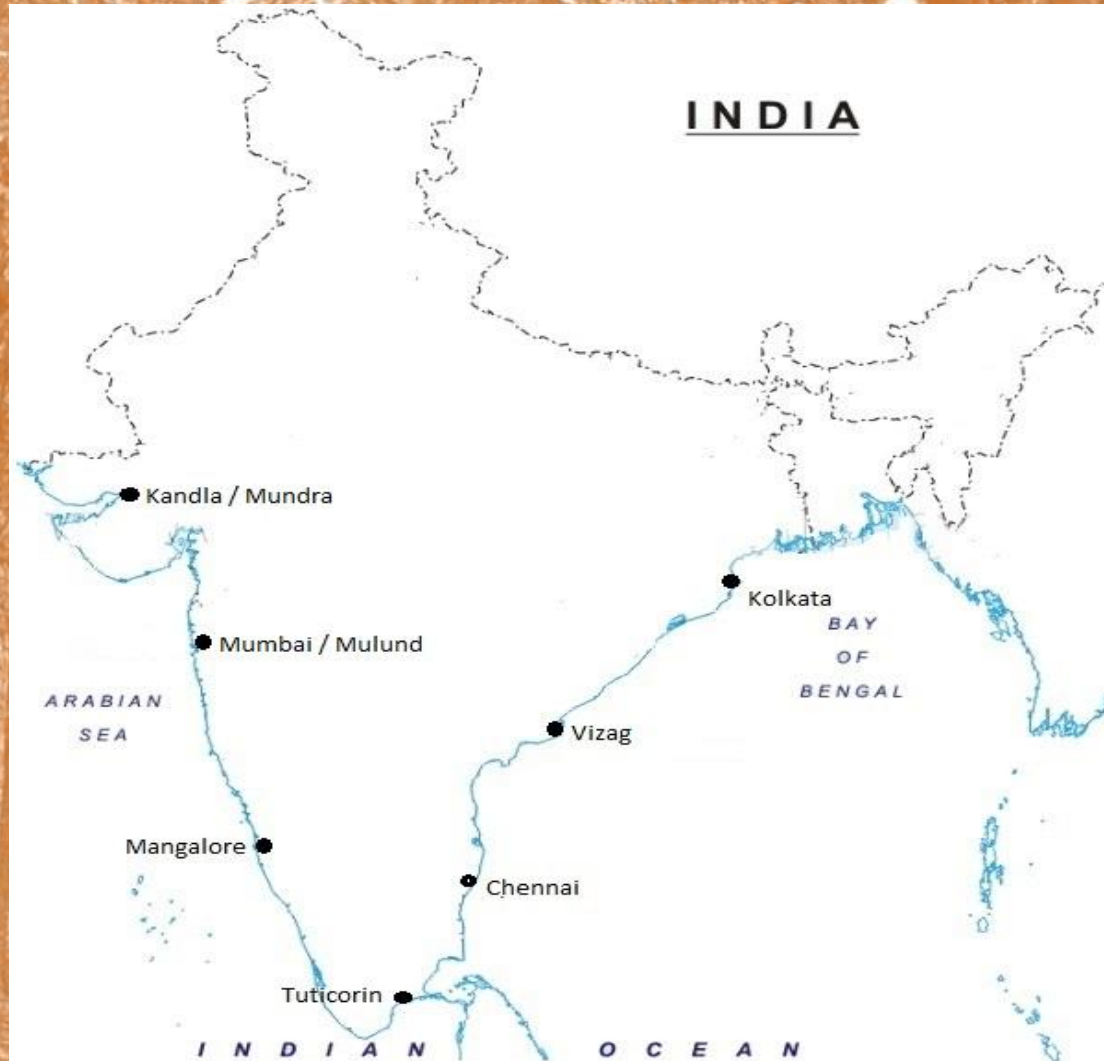 INDIA
Kandla / Mundra
Kolkata
BAY
OF
BENGAL
Mumbai / Mulund
ARABIAN
SEA
Vizag
Mangalore
Chennai
Tuticorin
INDIAN OCEAN